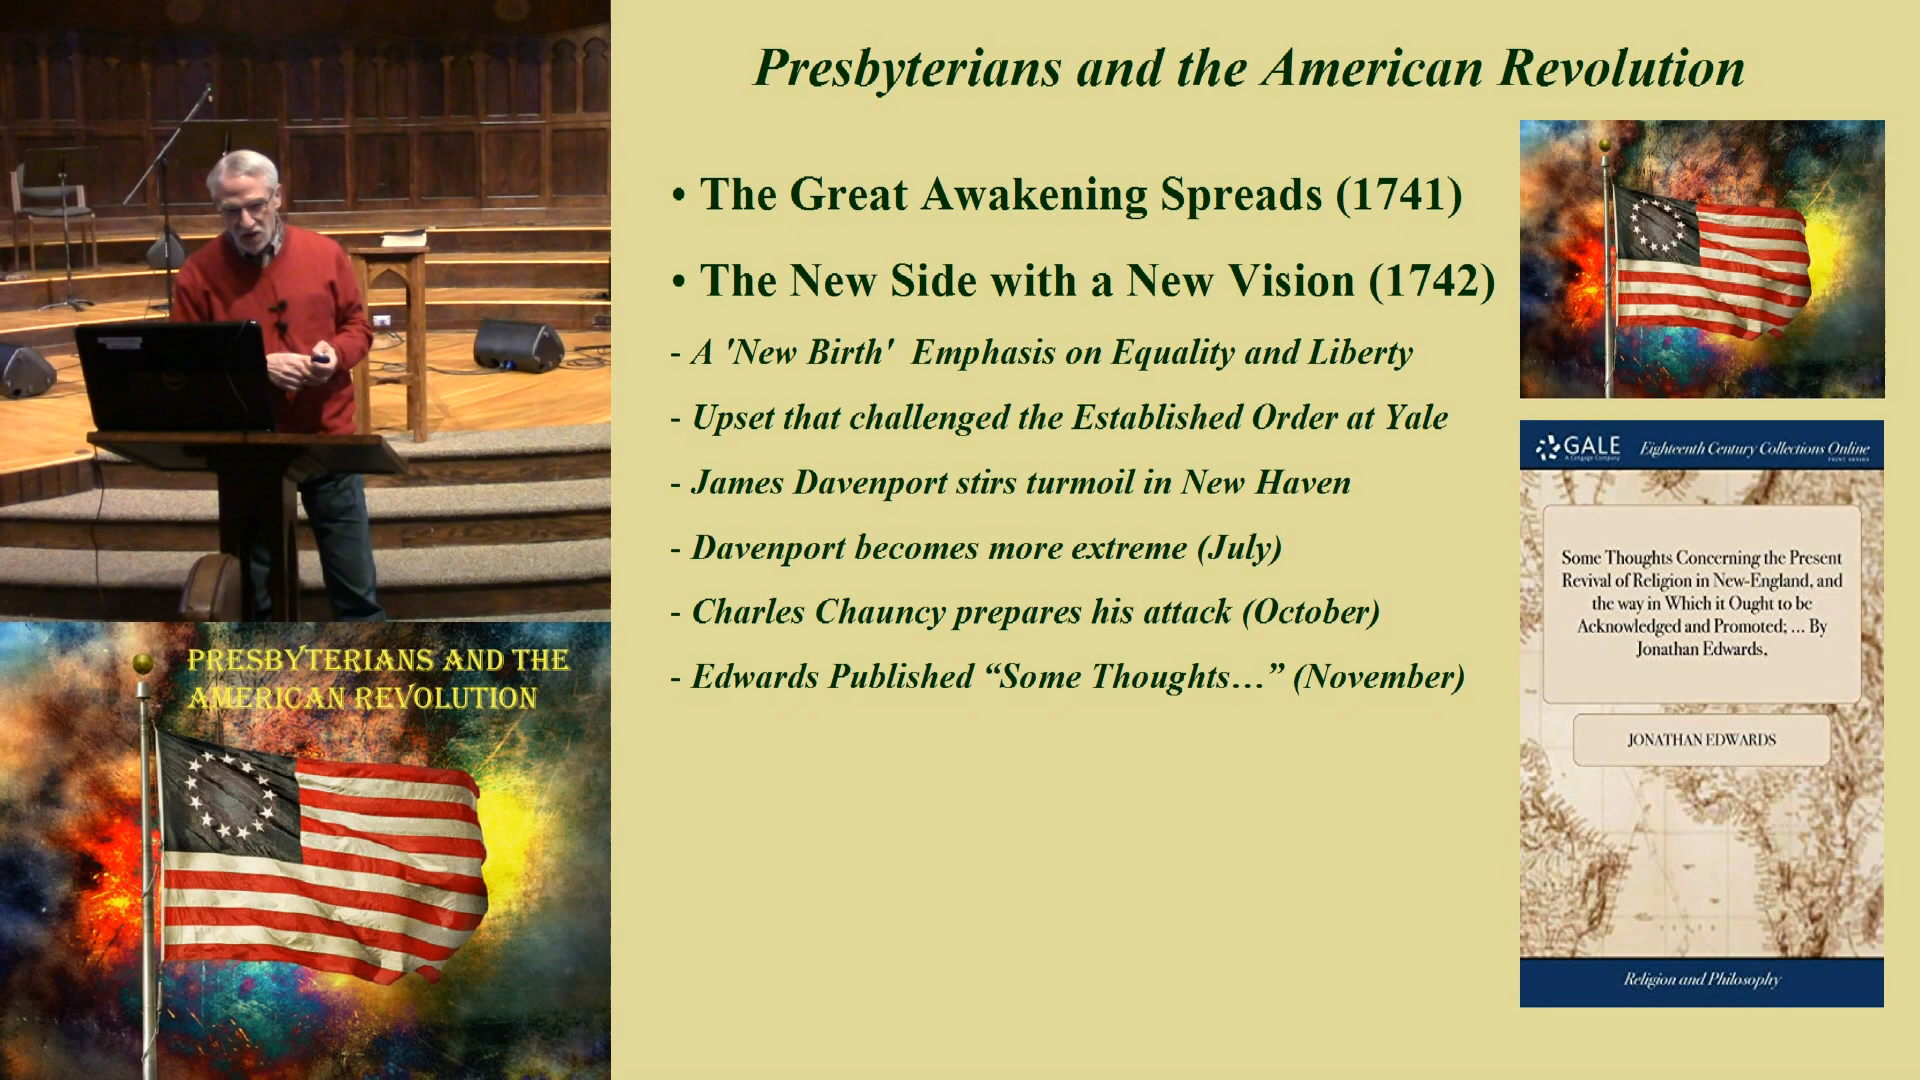 Presbyterians and the American Revolution
• The Great Awakening Spreads (1741)
• The New Side with a New Vision (1742)
- A 'New Birth' Emphasis on Equality and Liberty
- Upset that challenged the Established Order at Yale
- James Davenport stirs turmoil in New Haven
- Davenport becomes more extreme (July)
- Charles Chauncy prepares his attack (October)
- Edwards Published “Some Thoughts…” (November)
GALE
A Cengage Company
Eighteenth Century Collections Online
PRINT SERIES
Some Thoughts Concerning the Present
Revival of Religion in New-England, and
the way in Which it Ought to be
Acknowledged and Promoted; ... By
Jonathan Edwards,
JONATHAN EDWARDS
Religion and Philosophy
PRESBYTERIANS AND THE
AMERICAN REVOLUTION